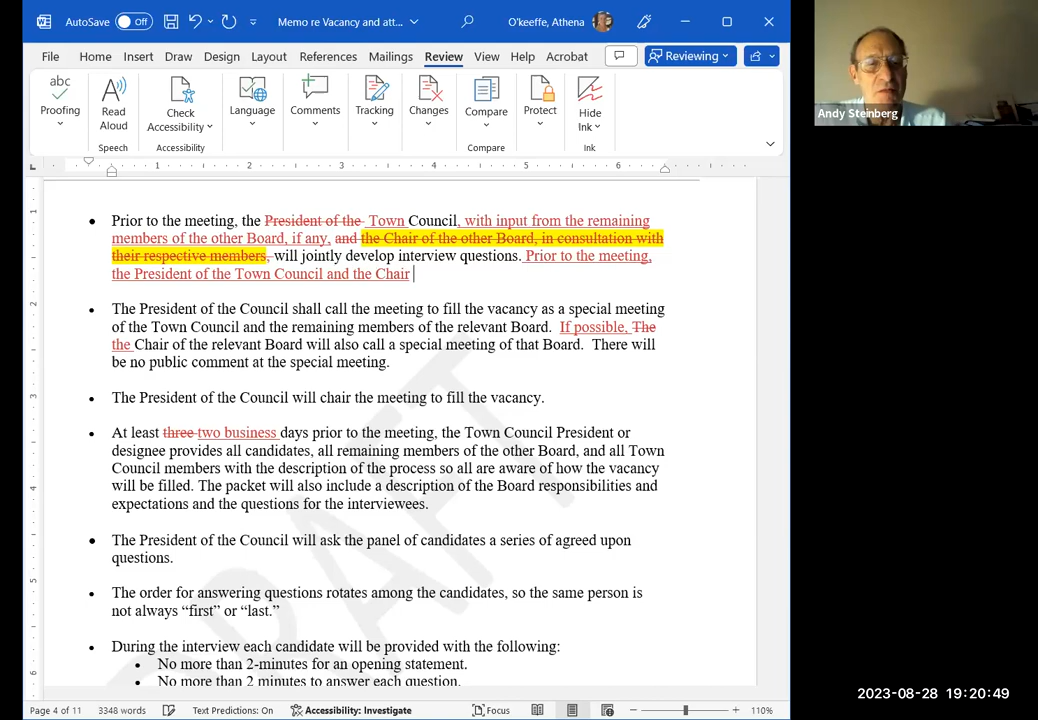 AutoSave Off Memo re Vacancy and att... O'keeffe, Athena
File Home Insert Draw Design Layout References Mailings Review View Help Acrobat Reviewing
abc
Proofing Read Aloud Check Accessibility Language Comments Tracking Changes Compare Protect Hide Ink
Speech Accessibility Compare Ink
1 2 3 4 5 6
Prior to the meeting, the President of the Town Council, with input from the remaining
members of the other Board, if any, and the Chair of the other Board, in consultation with
their respective members, will jointly develop interview questions. Prior to the meeting,
the President of the Town Council and the Chair
The President of the Council shall call the meeting to fill the vacancy as a special meeting
of the Town Council and the remaining members of the relevant Board. If possible, The
the Chair of the relevant Board will also call a special meeting of that Board. There will
be no public comment at the special meeting.
The President of the Council will chair the meeting to fill the vacancy.
At least three two business days prior to the meeting, the Town Council President or
designee provides all candidates, all remaining members of the other Board, and all Town
Council members with the description of the process so all are aware of how the vacancy
will be filled. The packet will also include a description of the Board responsibilities and
expectations and the questions for the interviewees.
The President of the Council will ask the panel of candidates a series of agreed upon
questions.
The order for answering questions rotates among the candidates, so the same person is
not always “first” or “last.”
During the interview each candidate will be provided with the following:
No more than 2-minutes for an opening statement.
No more than 2 minutes to answer each question.
DRAFT
Page 4 of 11 3348 words Text Predictions: On Accessibility: Investigate Focus 110%
Andy Steinberg
2023-08-28 19:20:49